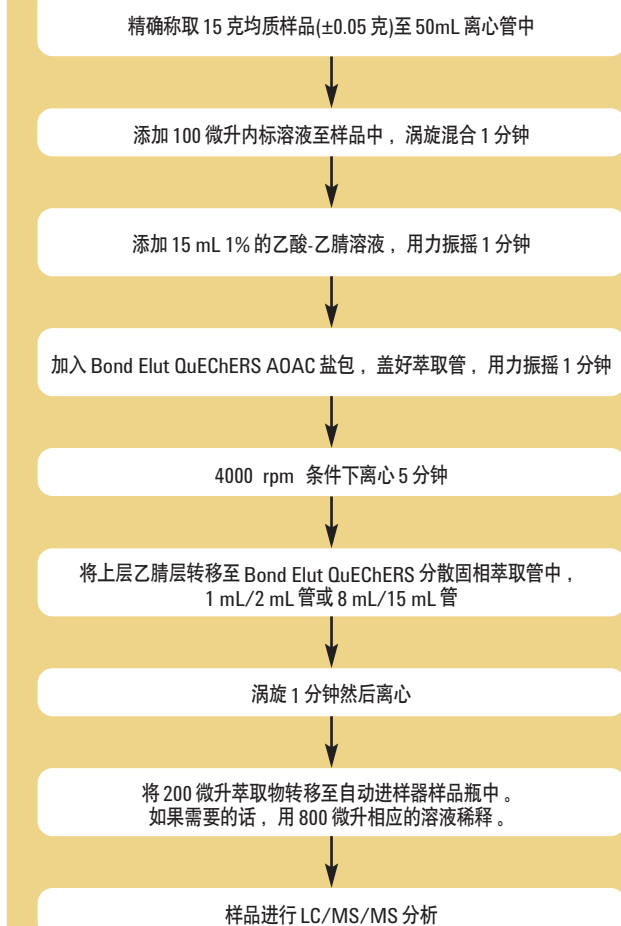 精确称取 15 克均质样品(±0.05 克)至 50mL 离心管中
添加 100 微升内标溶液至样品中，涡旋混合 1 分钟
添加 15 mL 1% 的乙酸-乙腈溶液，用力振摇 1 分钟
加入 Bond Elut QuEChERS AOAC 盐包，盖好萃取管，用力振摇 1 分钟
4000 rpm 条件下离心 5 分钟
将上层乙腈层转移至 Bond Elut QuEChERS 分散固相萃取管中，
1 mL/2 mL 管或 8 mL/15 mL 管
涡旋 1 分钟然后离心
将 200 微升萃取物转移至自动进样器样品瓶中。
如果需要的话，用 800 微升相应的溶液稀释。
样品进行 LC/MS/MS 分析